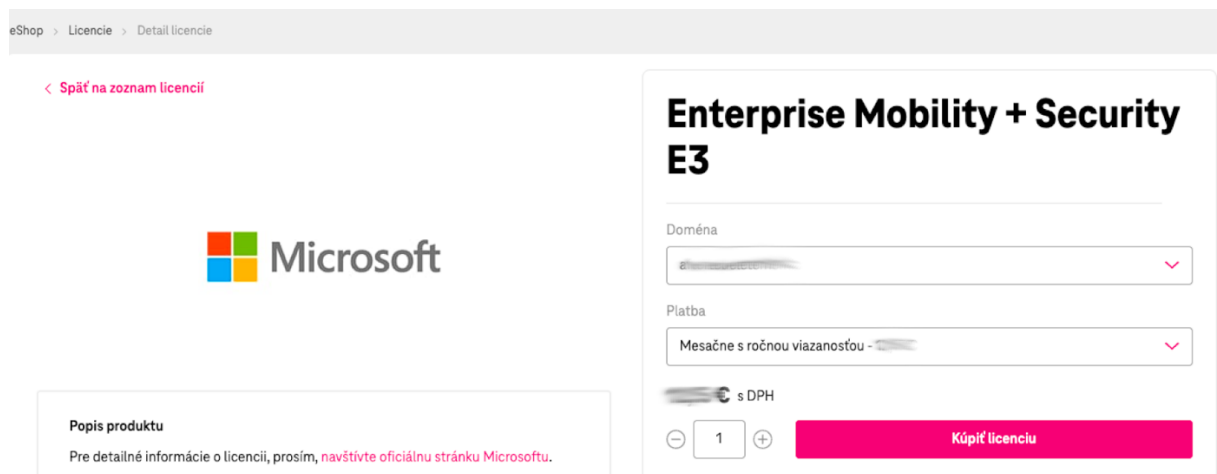 eShop > Licencie > Detail licencie
< Späť na zoznam licencií
Microsoft
Popis produktu
Pre detailné informácie o licencii, prosím, navštívte oficiálnu stránku Microsoftu.
Enterprise Mobility + Security
E3
Doména
Platba
Mesačne s ročnou viazanosťou -
€ s DPH
1
Kúpiť licenciu